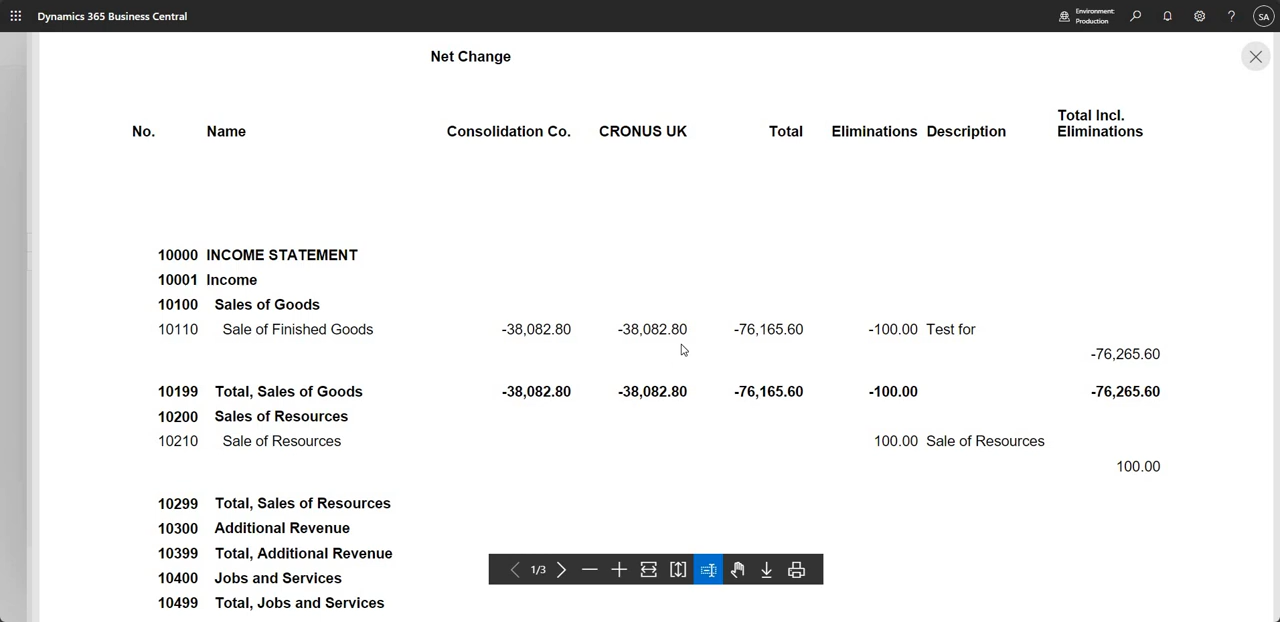 Dynamics 365 Business Central
Environment:
Production
?
SA
Net Change
No. Name Consolidation Co. CRONUS UK Total Eliminations Description Total Incl. Eliminations
10000 INCOME STATEMENT
10001 Income
10100 Sales of Goods
10110 Sale of Finished Goods -38,082.80 -38,082.80 -76,165.60 -100.00 Test for
-76,265.60
10199 Total, Sales of Goods -38,082.80 -38,082.80 -76,165.60 -100.00 -76,265.60
10200 Sales of Resources
10210 Sale of Resources 100.00 Sale of Resources
100.00
10299 Total, Sales of Resources
10300 Additional Revenue
10399 Total, Additional Revenue
10400 Jobs and Services
10499 Total, Jobs and Services
1/3